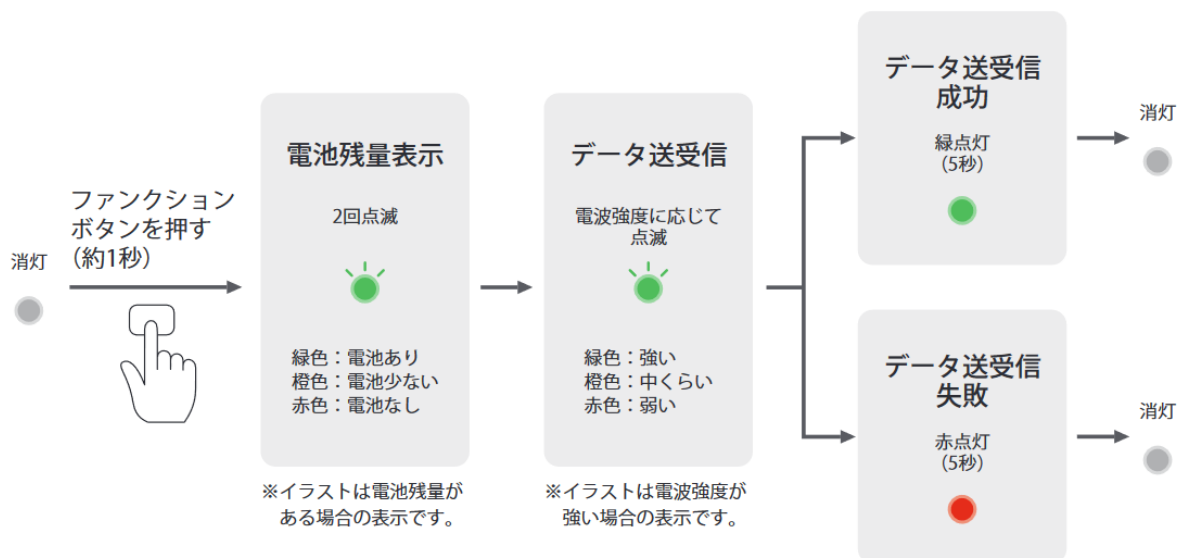 消灯
ファンクション
ボタンを押す
（約1秒）
電池残量表示
2回点滅
緑色：電池あり
橙色：電池少ない
赤色：電池なし
※イラストは電池残量が
ある場合の表示です。
データ送受信
電波強度に応じて
点滅
緑色：強い
橙色：中くらい
赤色：弱い
※イラストは電波強度が
強い場合の表示です。
データ送受信
成功
緑点灯
（5秒）
消灯
データ送受信
失敗
赤点灯
（5秒）
消灯